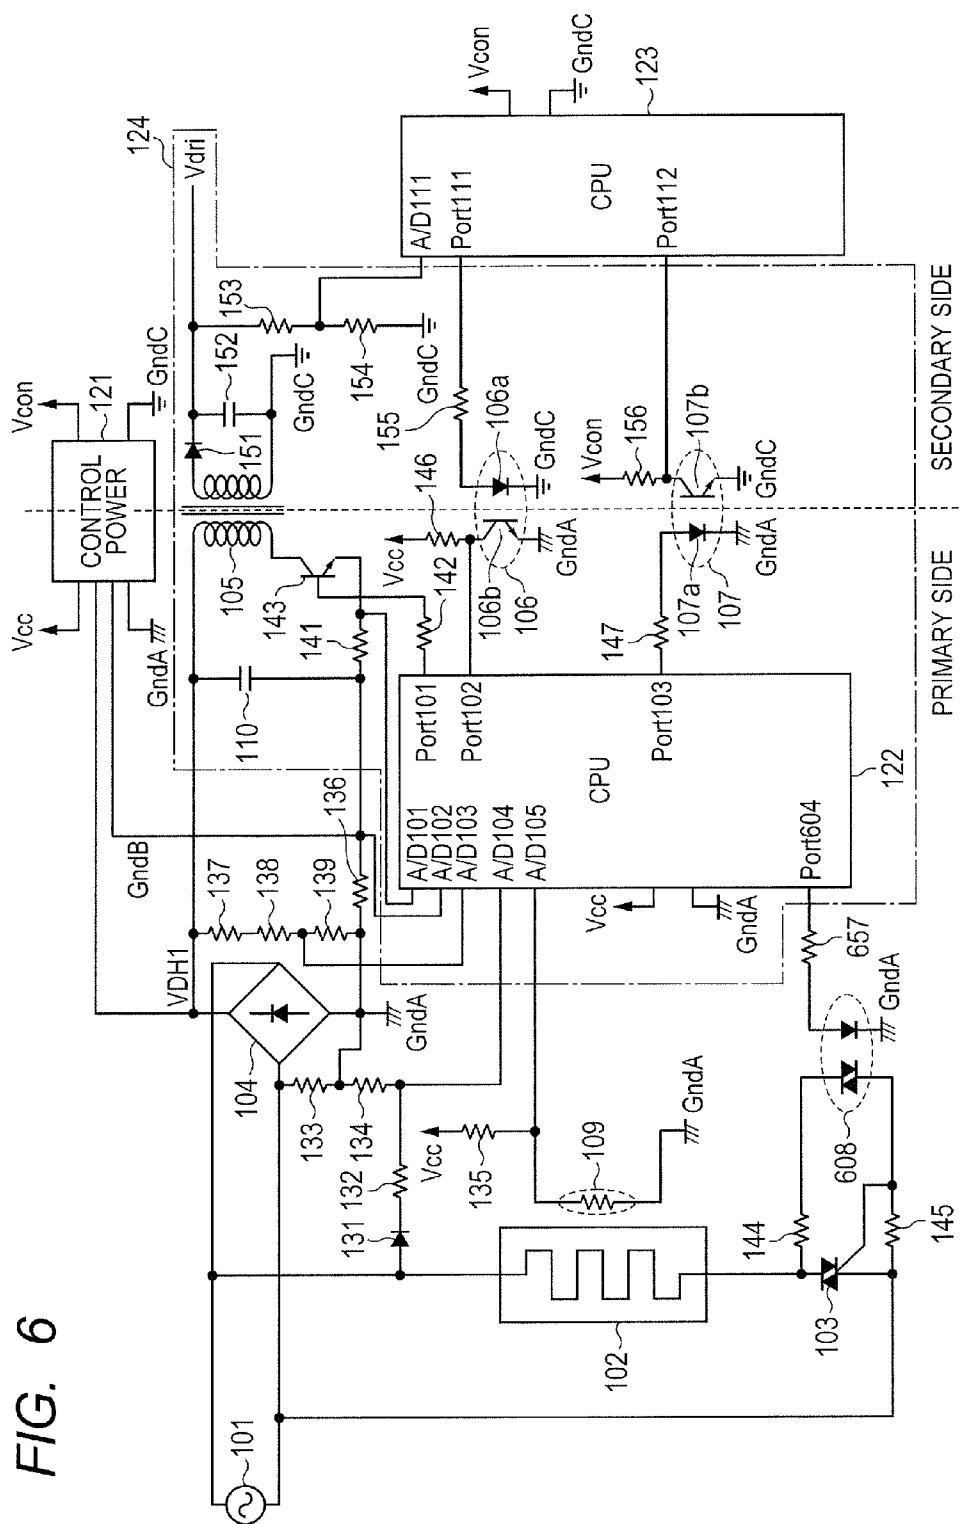 FIG. 6
101
104
VDH1
GndB
137
138
139
136
133
134
132
131
GndA
Vcc
135
109
GndA
102
103
144
145
608
657
GndA
Vcc
GndA
CONTROL
POWER
121
Vcon
GndC
Vcc
GndA
110
105
143
141
142
146
Vcc
151
152
153
154
GndC
GndC
124
Vdri
A/D101
A/D102
A/D103
A/D104
A/D105
Port101
Port102
Port103
CPU
Port604
122
106b
106
106a
GndA
GndC
155
147
107a
107
107b
GndA
GndC
Vcon
156
A/D111
Port111
CPU
Port112
Vcon
GndC
123
PRIMARY SIDE
SECONDARY SIDE